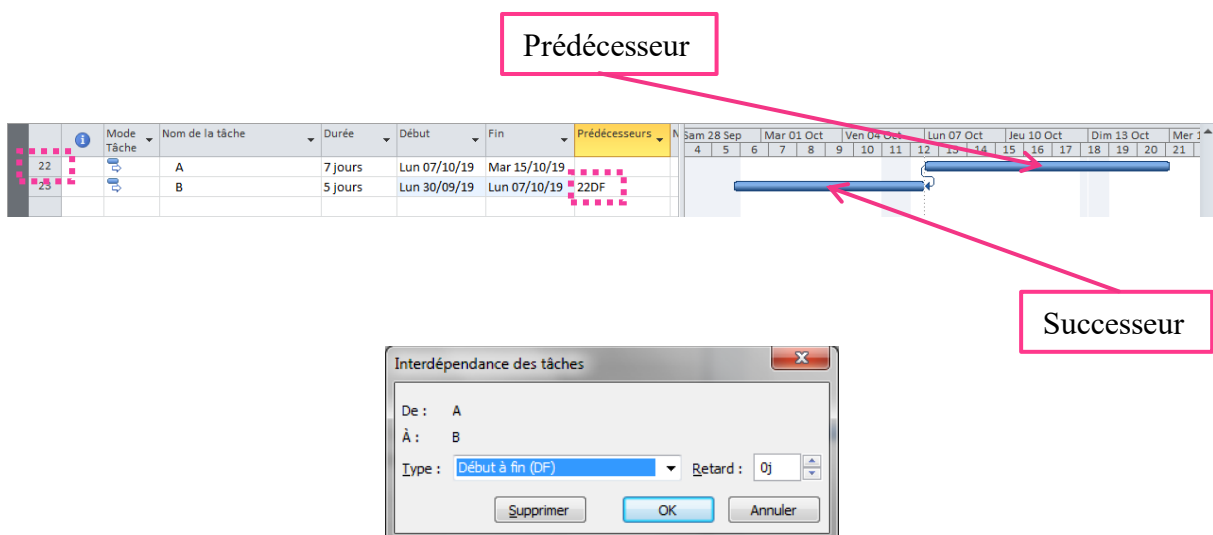 Prédécesseur
Mode Tâche Nom de la tâche Durée Début Fin Prédécesseurs N Sam 28 Sep Mar 01 Oct Ven 04 Oct Lun 07 Oct Jeu 10 Oct Dim 13 Oct Mer 1
4 5 6 7 8 9 10 11 12 13 14 15 16 17 18 19 20 21
22 A 7 jours Lun 07/10/19 Mar 15/10/19
23 B 5 jours Lun 30/09/19 Lun 07/10/19 22DF
Successeur
Interdépendance des tâches
De : A
À : B
Type : Début à fin (DF) Retard : 0j
Supprimer OK Annuler